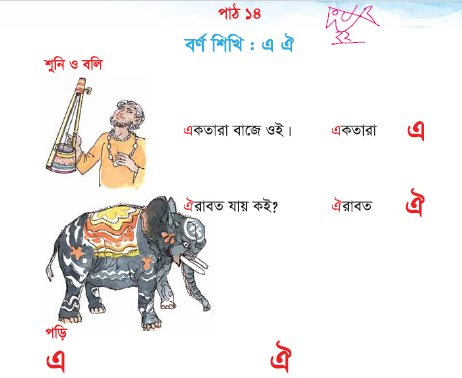 পাঠ ১৪
বর্ণ শিখি : এ ঐ
শুনি ও বলি
একতারা বাজে ওই। একতারা এ
ঐরাবত যায় কই? ঐরাবত ঐ
পড়ি
এ ঐ